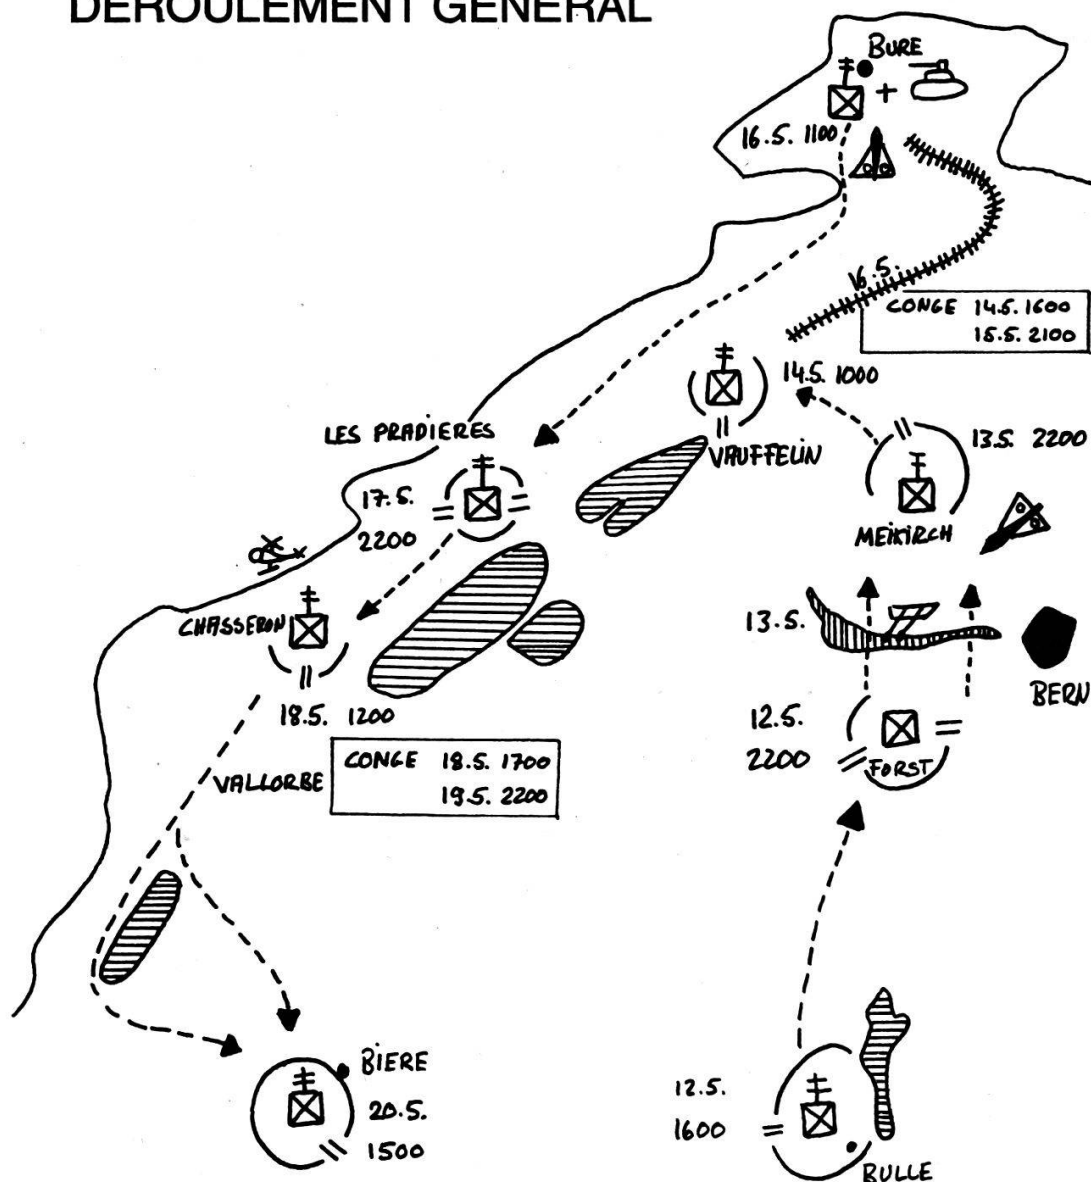 DEROULEMENT GENERAL
BURE
16.5. 1100
16.5.
CONGE 14.5. 1600
15.5. 2100
14.5. 1000
VAUFFELIN
13.5. 2200
MEIKIRCH
LES PRADIERES
17.5.
2200
CHASSERON
18.5. 1200
13.5.
BERN
12.5.
2200
FORST
VALLORBE
CONGE 18.5. 1700
19.5. 2200
BIERE
20.5.
1500
12.5.
1600
BULLE